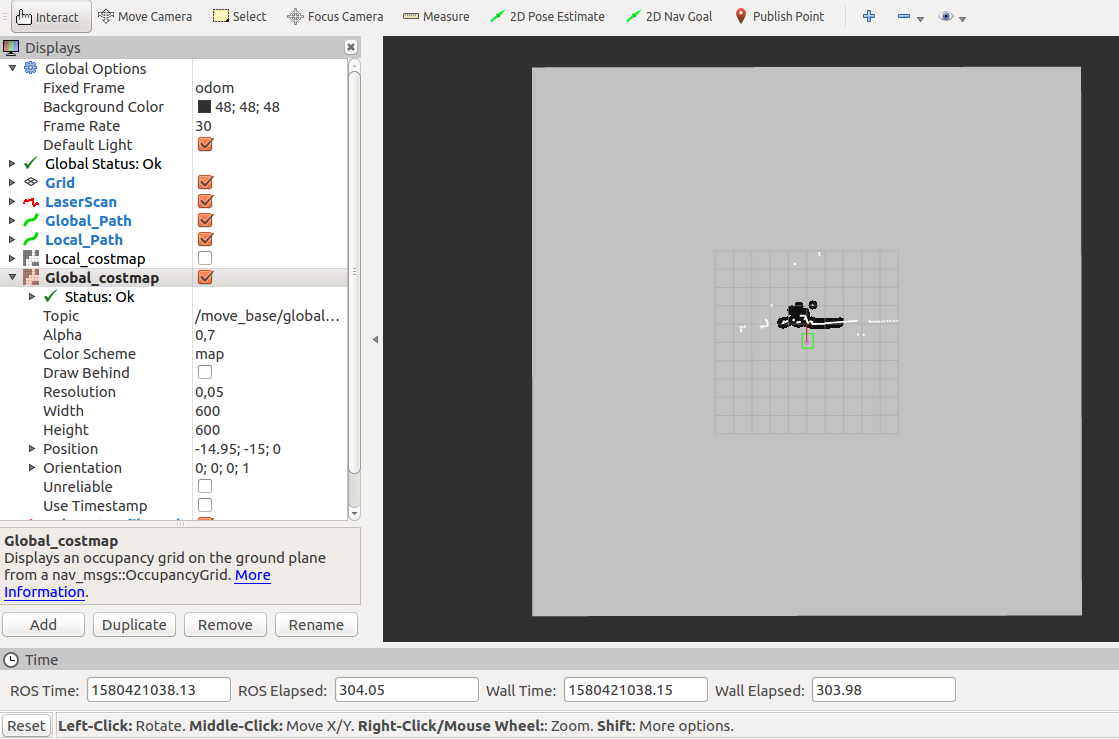 Interact Move Camera Select Focus Camera Measure 2D Pose Estimate 2D Nav Goal Publish Point
Displays
Global Options
Fixed Frame odom
Background Color 48; 48; 48
Frame Rate 30
Default Light
Global Status: Ok
Grid
LaserScan
Global_Path
Local_Path
Local_costmap
Global_costmap
Status: Ok
Topic /move_base/global...
Alpha 0,7
Color Scheme map
Draw Behind
Resolution 0,05
Width 600
Height 600
Position -14.95; -15; 0
Orientation 0; 0; 0; 1
Unreliable
Use Timestamp
Global_costmap
Displays an occupancy grid on the ground plane
from a nav_msgs::OccupancyGrid. More
Information.
Add Duplicate Remove Rename
Time
ROS Time: 1580421038.13 ROS Elapsed: 304.05 Wall Time: 1580421038.15 Wall Elapsed: 303.98
Reset Left-Click: Rotate. Middle-Click: Move X/Y. Right-Click/Mouse Wheel:: Zoom. Shift: More options.